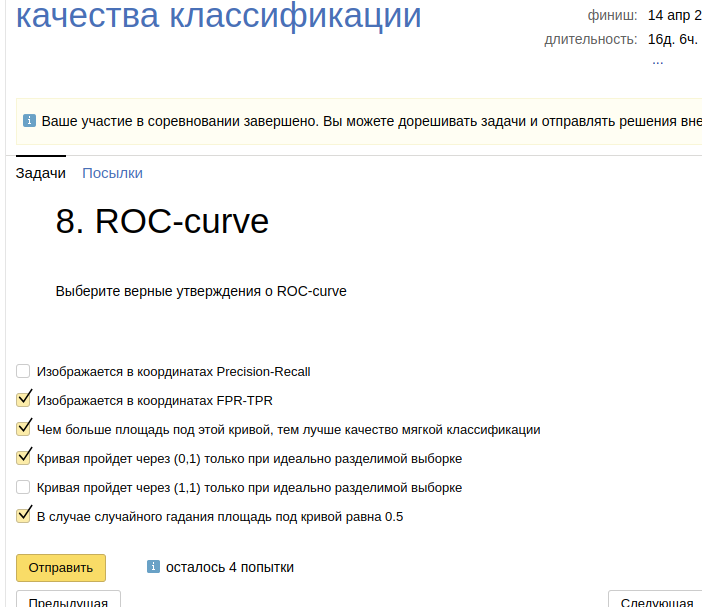 качества классификации
финиш: 14 апр 2
длительность: 16д. 6ч.
...
Ваше участие в соревновании завершено. Вы можете дорешивать задачи и отправлять решения вне
Задачи Посылки
8. ROC-curve
Выберите верные утверждения о ROC-curve
Изображается в координатах Precision-Recall
Изображается в координатах FPR-TPR
Чем больше площадь под этой кривой, тем лучше качество мягкой классификации
Кривая пройдет через (0,1) только при идеально разделимой выборке
Кривая пройдет через (1,1) только при идеально разделимой выборке
В случае случайного гадания площадь под кривой равна 0.5
Отправить осталось 4 попытки
Предыдущая Следующая